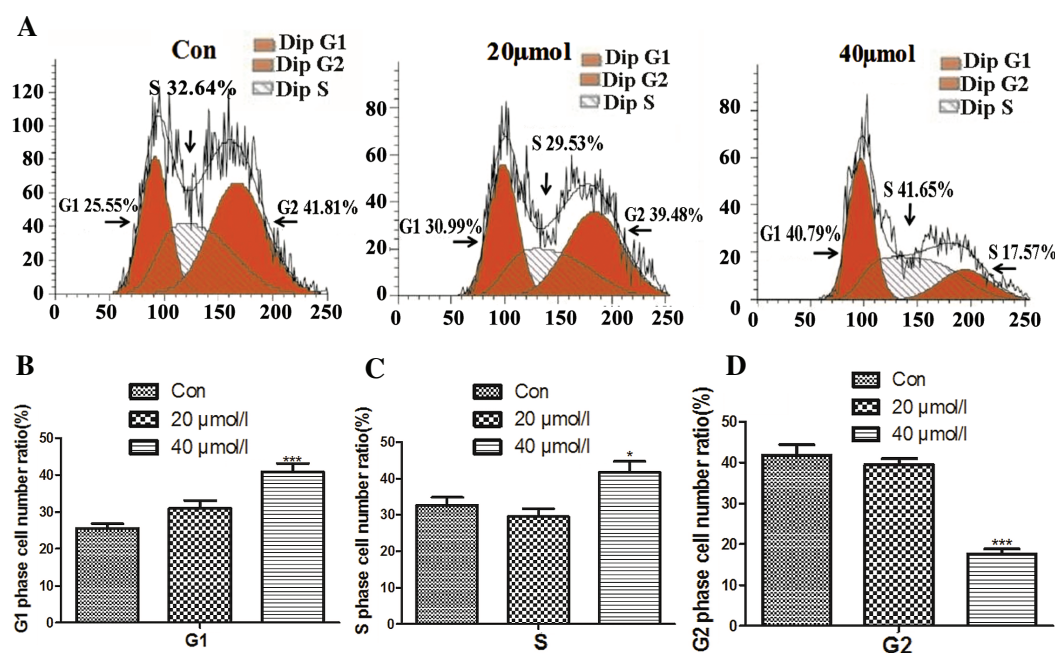 A
Con
Dip G1
Dip G2
Dip S
S 32.64%
G1 25.55%
G2 41.81%
120
100
80
60
40
20
0
0 50 100 150 200 250
20μmol
Dip G1
Dip G2
Dip S
S 29.53%
G1 30.99%
G2 39.48%
80
60
40
20
0
0 50 100 150 200 250
40μmol
Dip G1
Dip G2
Dip S
S 41.65%
G1 40.79%
S 17.57%
80
60
40
20
0
0 50 100 150 200 250
B
Con
20 μmol/l
40 μmol/l
G1 phase cell number ratio(%)
50
40
30
20
10
0
***
G1
C
Con
20 μmol/l
40 μmol/l
S phase cell number ratio(%)
50
40
30
20
10
0
*
S
D
Con
20 μmol/l
40 μmol/l
G2 phase cell number ratio(%)
50
40
30
20
10
0
***
G2